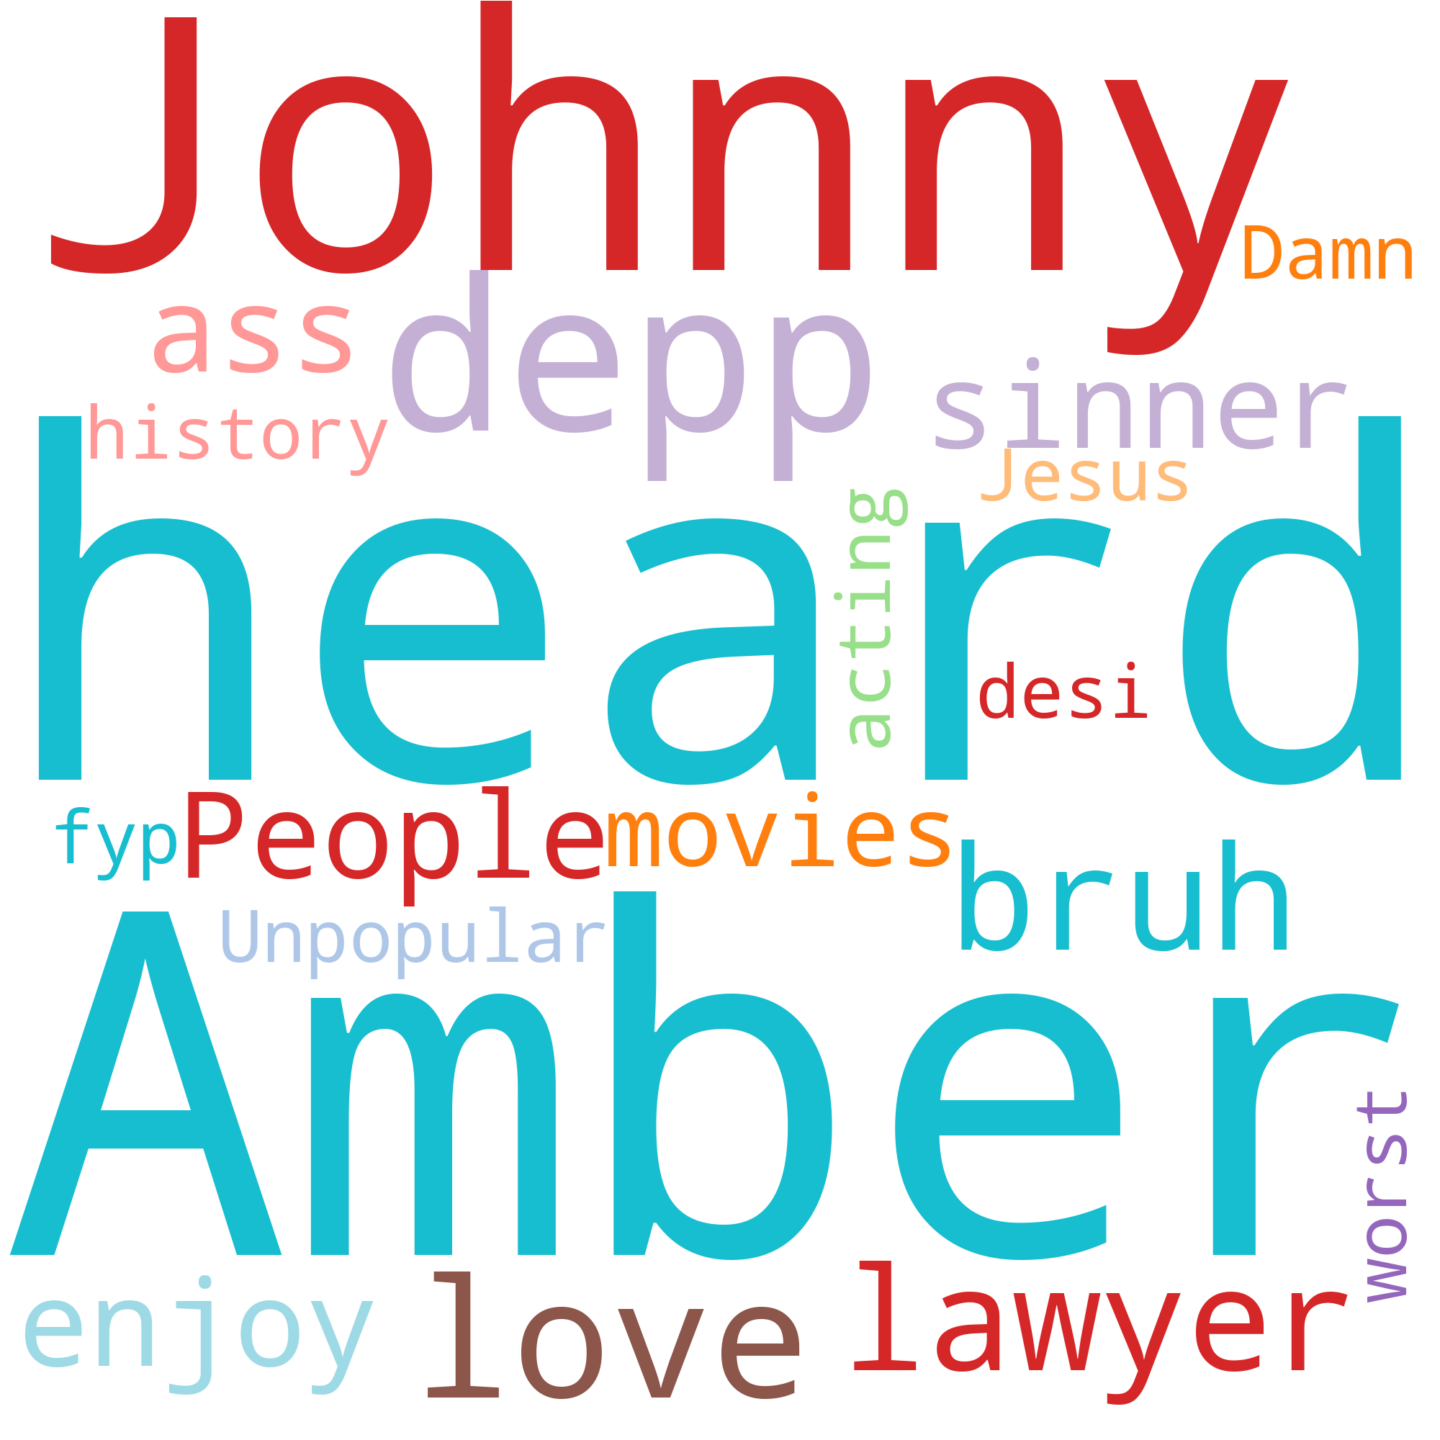 Johnny
Damn
ass
depp
sinner
history
Jesus
heard
acting
desi
fyp
People
movies
bruh
Unpopular
Amber
worst
enjoy
love
lawyer